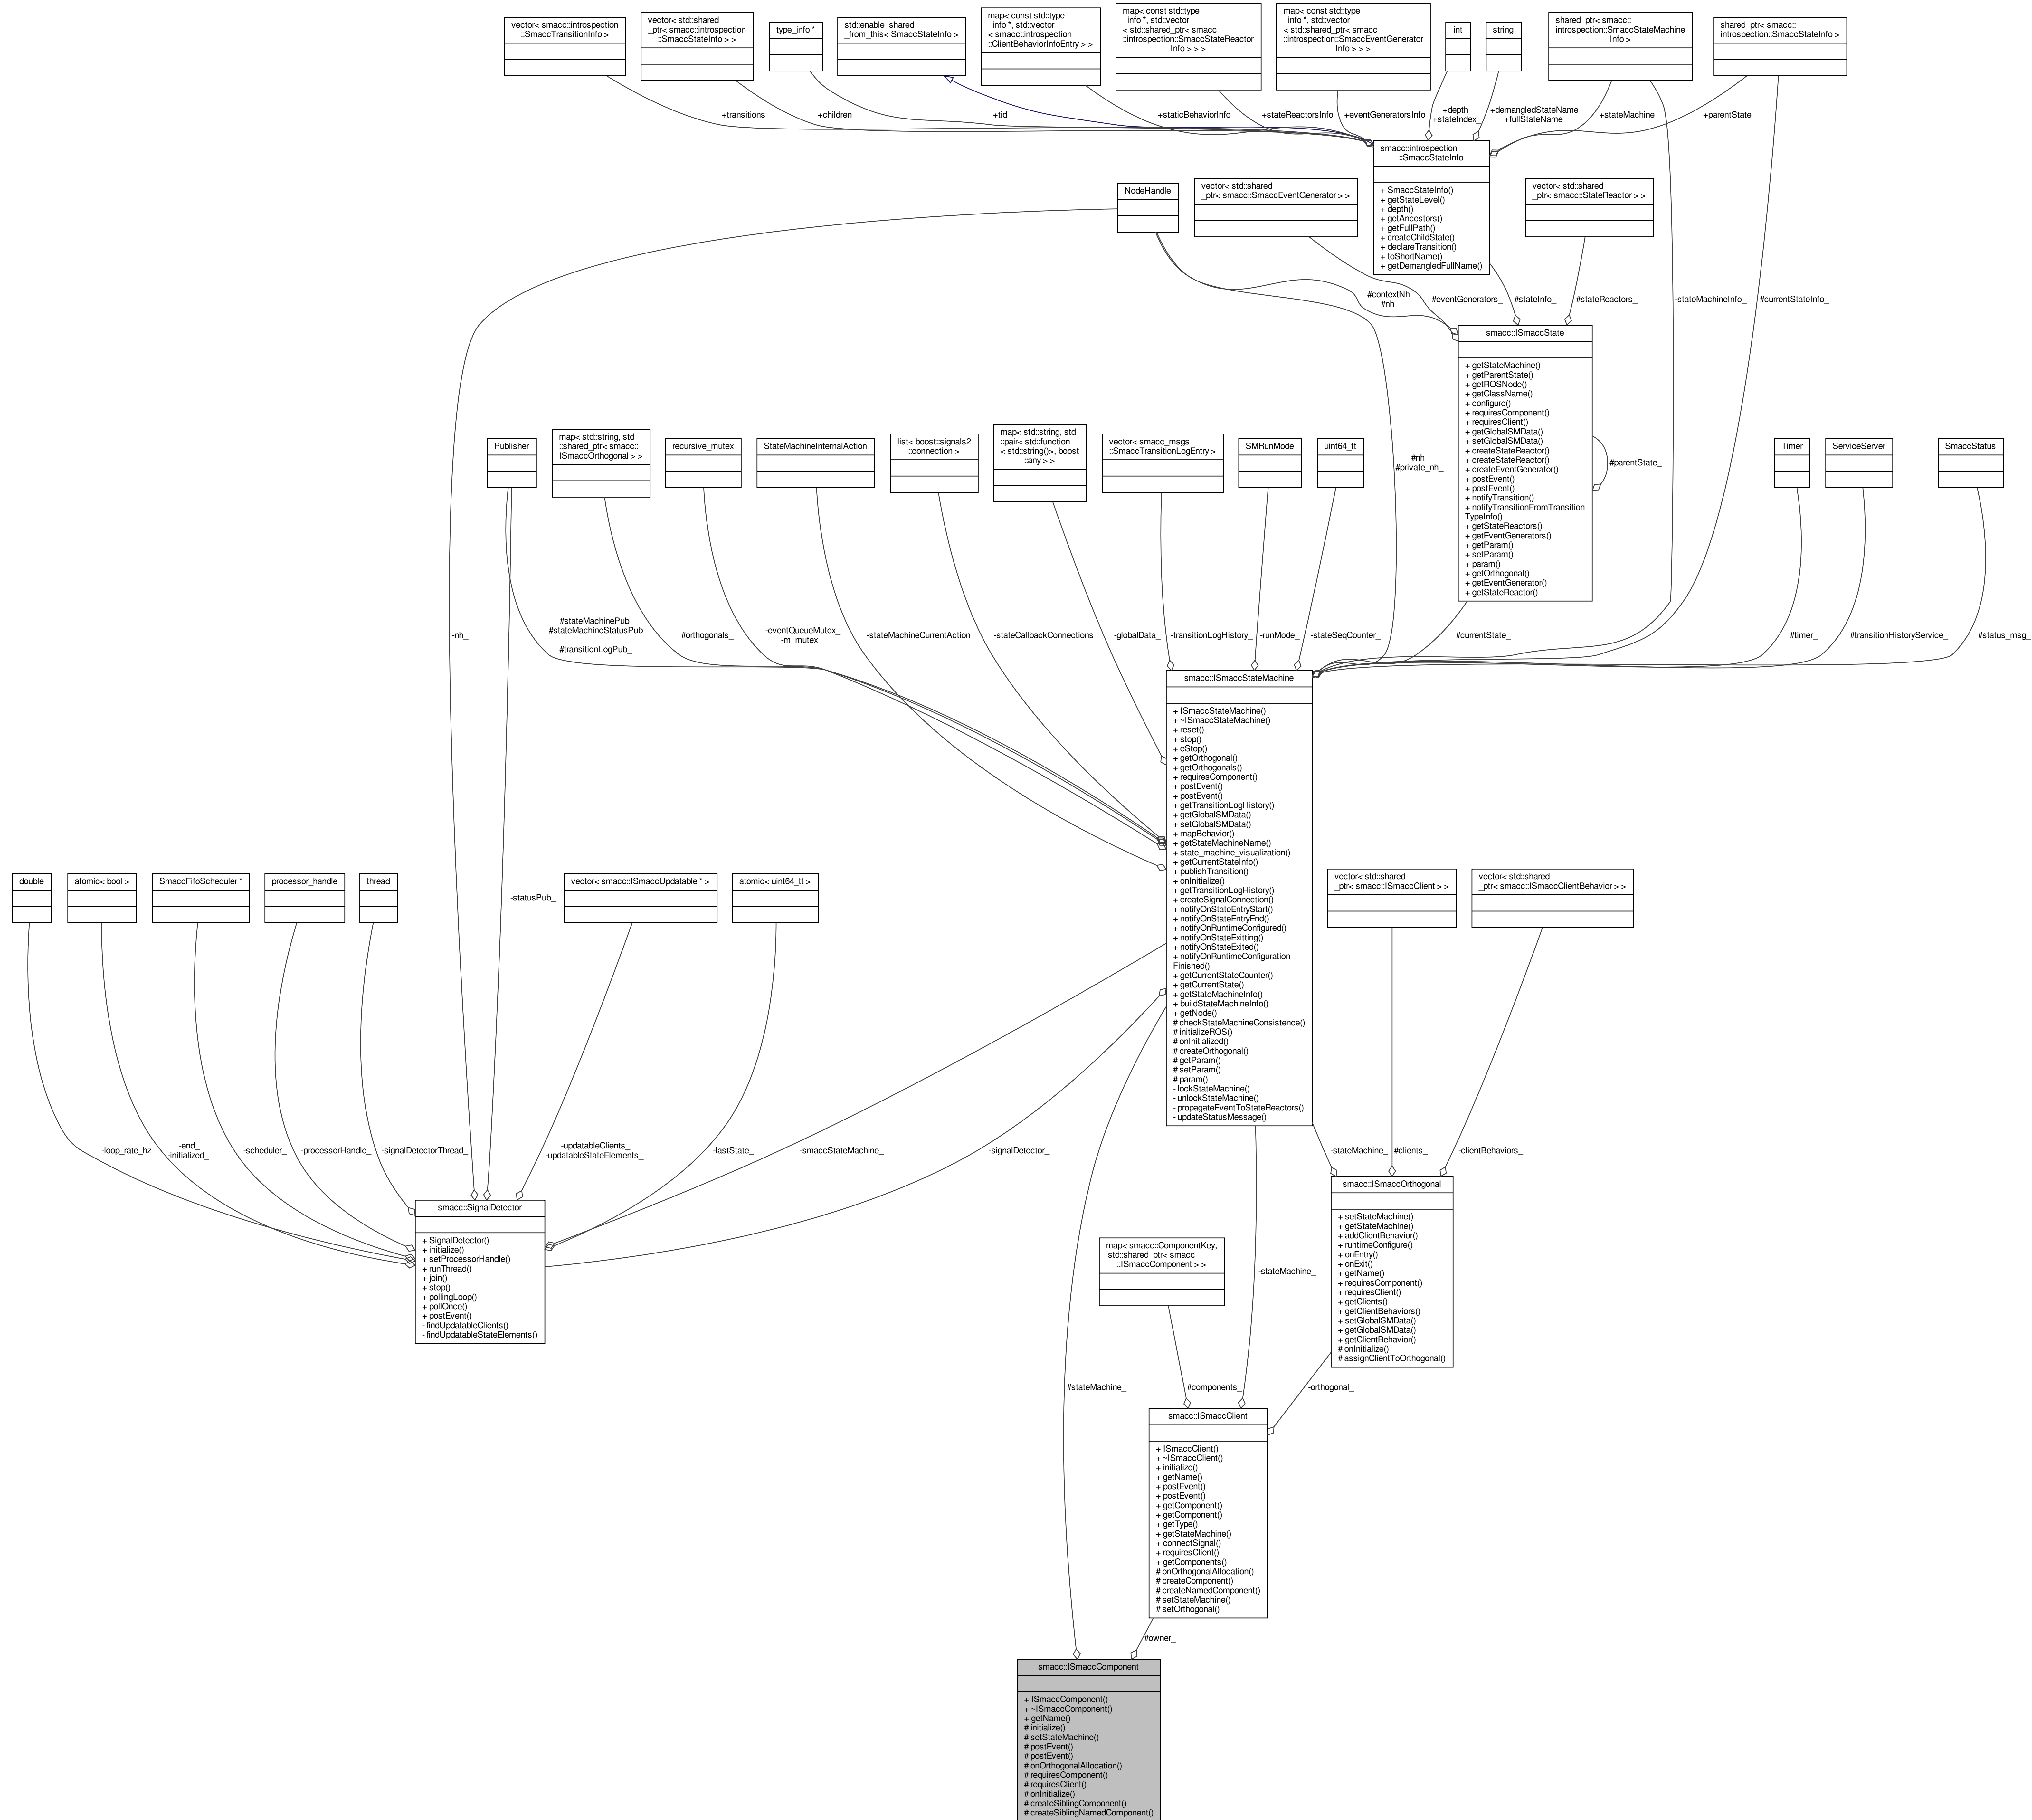 vector< smacc::introspection
::SmaccTransitionInfo >
vector< std::shared
_ptr< smacc::introspection
::SmaccStateInfo > >
type_info *
std::enable_shared
_from_this< SmaccStateInfo >
map< const std::type
_info *, std::vector
< smacc::introspection
::ClientBehaviorInfoEntry > >
map< const std::type
_info *, std::vector
< std::shared_ptr< smacc
::introspection::SmaccStateReactor
Info > > >
map< const std::type
_info *, std::vector
< std::shared_ptr< smacc
::introspection::SmaccEventGenerator
Info > > >
int
string
shared_ptr< smacc::
introspection::SmaccStateMachine
Info >
shared_ptr< smacc::
introspection::SmaccStateInfo >
+transitions_
+children_
+tid_
+staticBehaviorInfo
+stateReactorsInfo
+eventGeneratorsInfo
+depth_
+stateIndex_
+demangledStateName
+fullStateName
+stateMachine_
+parentState_
smacc::introspection
::SmaccStateInfo
+ SmaccStateInfo()
+ getStateLevel()
+ depth()
+ getAncestors()
+ getFullPath()
+ createChildState()
+ declareTransition()
+ toShortName()
+ getDemangledFullName()
NodeHandle
vector< std::shared
_ptr< smacc::SmaccEventGenerator > >
vector< std::shared
_ptr< smacc::StateReactor > >
#contextNh
#nh
#eventGenerators_
#stateInfo_
#stateReactors_
-stateMachineInfo_
#currentStateInfo_
smacc::ISmaccState
+ getStateMachine()
+ getParentState()
+ getROSNode()
+ getClassName()
+ configure()
+ requiresComponent()
+ requiresClient()
+ getGlobalSMData()
+ setGlobalSMData()
+ createStateReactor()
+ createStateReactor()
+ createEventGenerator()
+ postEvent()
+ postEvent()
+ notifyTransition()
+ notifyTransitionFromTransition
TypeInfo()
+ getStateReactors()
+ getEventGenerators()
+ getParam()
+ setParam()
+ param()
+ getOrthogonal()
+ getEventGenerator()
+ getStateReactor()
#parentState_
Publisher
map< std::string, std
::shared_ptr< smacc::
ISmaccOrthogonal > >
recursive_mutex
StateMachineInternalAction
list< boost::signals2
::connection >
map< std::string, std
::pair< std::function
< std::string()>, boost
::any > >
vector< smacc_msgs
::SmaccTransitionLogEntry >
SMRunMode
uint64_tt
#nh_
#private_nh_
Timer
ServiceServer
SmaccStatus
-nh_
#stateMachinePub_
#stateMachineStatusPub
_
#transitionLogPub_
#orthogonals_
-eventQueueMutex_
-m_mutex_
-stateMachineCurrentAction
-stateCallbackConnections
-globalData_
-transitionLogHistory_
-runMode_
-stateSeqCounter_
#currentState_
#timer_
#transitionHistoryService_
#status_msg_
smacc::ISmaccStateMachine
+ ISmaccStateMachine()
+ ~ISmaccStateMachine()
+ reset()
+ stop()
+ eStop()
+ getOrthogonal()
+ getOrthogonals()
+ requiresComponent()
+ postEvent()
+ postEvent()
+ getTransitionLogHistory()
+ getGlobalSMData()
+ setGlobalSMData()
+ mapBehavior()
+ getStateMachineName()
+ state_machine_visualization()
+ getCurrentStateInfo()
+ publishTransition()
+ onInitialize()
+ getTransitionLogHistory()
+ createSignalConnection()
+ notifyOnStateEntryStart()
+ notifyOnStateEntryEnd()
+ notifyOnRuntimeConfigured()
+ notifyOnStateExitting()
+ notifyOnStateExited()
+ notifyOnRuntimeConfiguration
Finished()
+ getCurrentStateCounter()
+ getCurrentState()
+ getStateMachineInfo()
+ buildStateMachineInfo()
+ getNode()
# checkStateMachineConsistence()
# initializeROS()
# onInitialized()
# createOrthogonal()
# getParam()
# setParam()
# param()
- lockStateMachine()
- unlockStateMachine()
- propagateEventToStateReactors()
- updateStatusMessage()
double
atomic< bool >
SmaccFifoScheduler *
processor_handle
thread
-statusPub_
vector< smacc::ISmaccUpdatable * >
atomic< uint64_tt >
vector< std::shared
_ptr< smacc::ISmaccClient > >
vector< std::shared
_ptr< smacc::ISmaccClientBehavior > >
-loop_rate_hz
-end_
-initialized_
-scheduler_
-processorHandle_
-signalDetectorThread_
-updatableClients_
-updatableStateElements_
-lastState_
-smaccStateMachine_
-signalDetector_
-stateMachine_
#clients_
-clientBehaviors_
smacc::SignalDetector
+ SignalDetector()
+ initialize()
+ setProcessorHandle()
+ runThread()
+ join()
+ stop()
+ pollingLoop()
+ pollOnce()
+ postEvent()
- findUpdatableClients()
- findUpdatableStateElements()
smacc::ISmaccOrthogonal
+ setStateMachine()
+ getStateMachine()
+ addClientBehavior()
+ runtimeConfigure()
+ onEntry()
+ onExit()
+ getName()
+ requiresComponent()
+ requiresClient()
+ getClients()
+ getClientBehaviors()
+ setGlobalSMData()
+ getGlobalSMData()
+ getClientBehavior()
# onInitialize()
# assignClientToOrthogonal()
map< smacc::ComponentKey,
std::shared_ptr< smacc
::ISmaccComponent > >
-stateMachine_
#stateMachine_
#components_
-orthogonal_
smacc::ISmaccClient
+ ISmaccClient()
+ ~ISmaccClient()
+ initialize()
+ getName()
+ postEvent()
+ postEvent()
+ getComponent()
+ getComponent()
+ getType()
+ getStateMachine()
+ connectSignal()
+ requiresClient()
+ getComponents()
# onOrthogonalAllocation()
# createComponent()
# createNamedComponent()
# setStateMachine()
# setOrthogonal()
#owner_
smacc::ISmaccComponent
+ ISmaccComponent()
+ ~ISmaccComponent()
+ getName()
# initialize()
# setStateMachine()
# postEvent()
# postEvent()
# onOrthogonalAllocation()
# requiresComponent()
# requiresClient()
# onInitialize()
# createSiblingComponent()
# createSiblingNamedComponent()